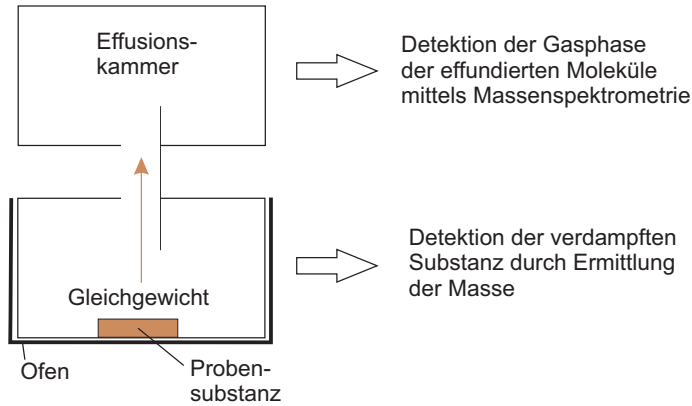 Effusions-
kammer
Detektion der Gasphase
der effundierten Moleküle
mittels Massenspektrometrie
Detektion der verdampften
Substanz durch Ermittlung
der Masse
Gleichgewicht
Ofen
Proben-
substanz